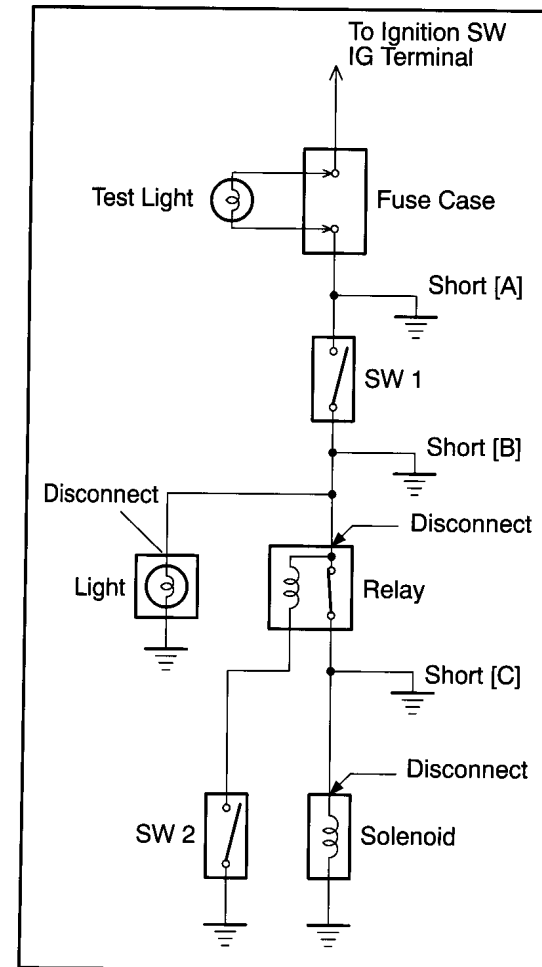 To Ignition SW
IG Terminal
Test Light
Fuse Case
Short [A]
SW 1
Short [B]
Disconnect
Disconnect
Light
Relay
Short [C]
Disconnect
SW 2
Solenoid